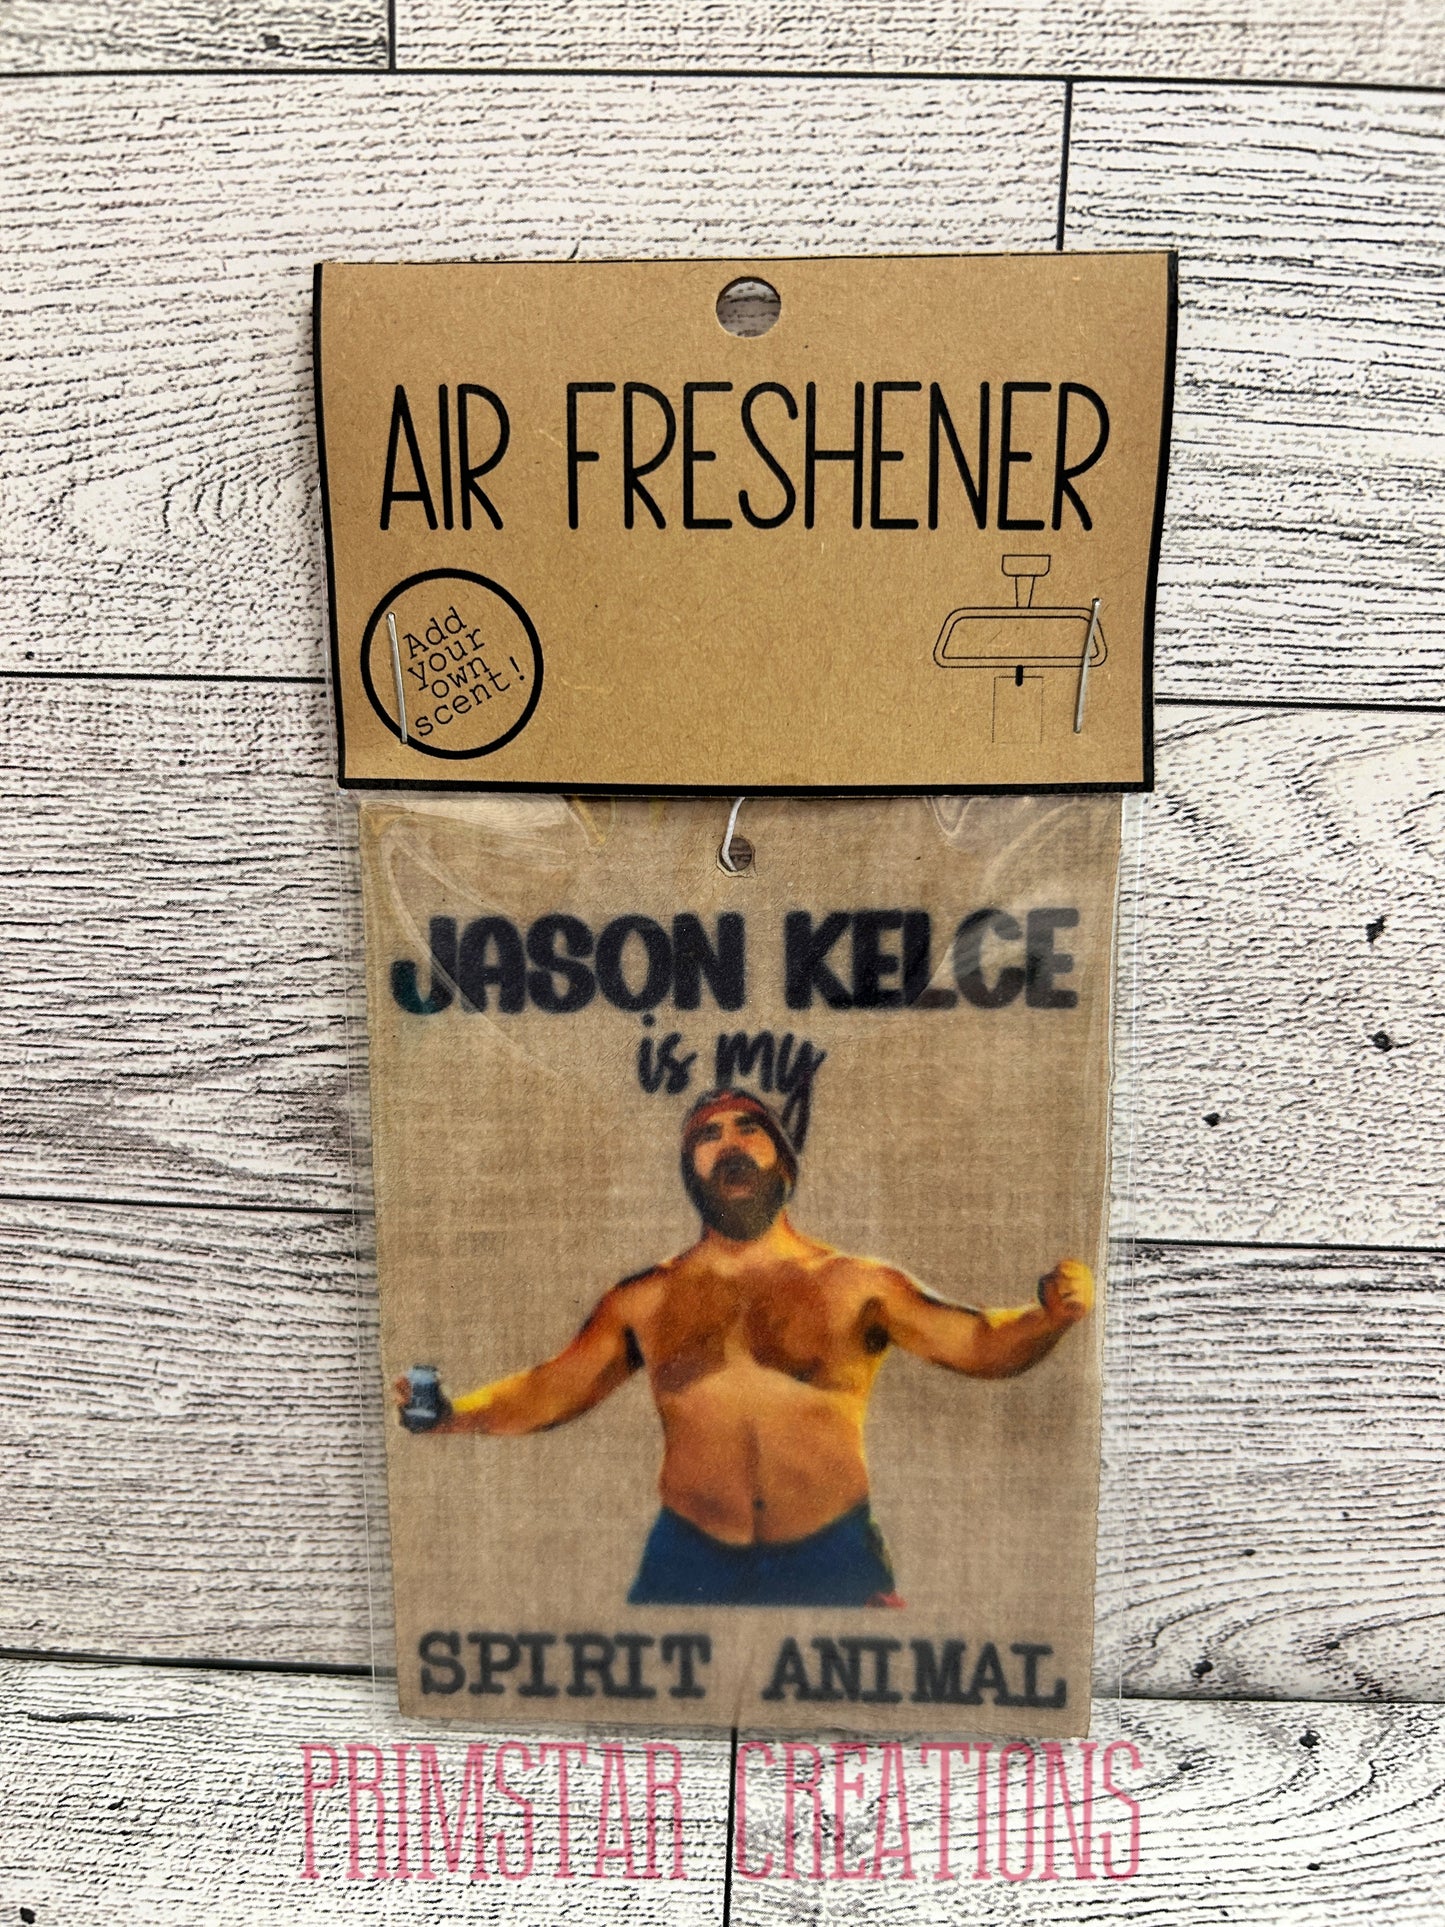 AIR FRESHENER
Add
your
own
scent!
JASON KELCE
is my
SPIRIT ANIMAL
PRIMSTAR CREATIONS